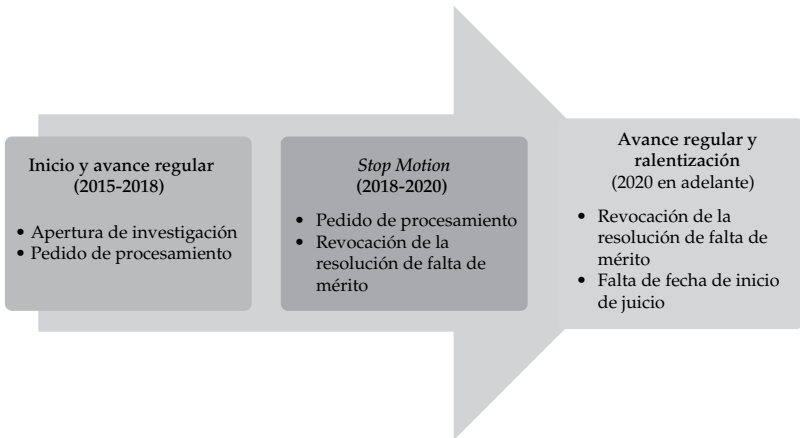 Inicio y avance regular
(2015-2018)
• Apertura de investigación
• Pedido de procesamiento
Stop Motion
(2018-2020)
• Pedido de procesamiento
• Revocación de la
resolución de falta de
mérito
Avance regular y
ralentización
(2020 en adelante)
• Revocación de la
resolución de falta de
mérito
• Falta de fecha de inicio
de juicio